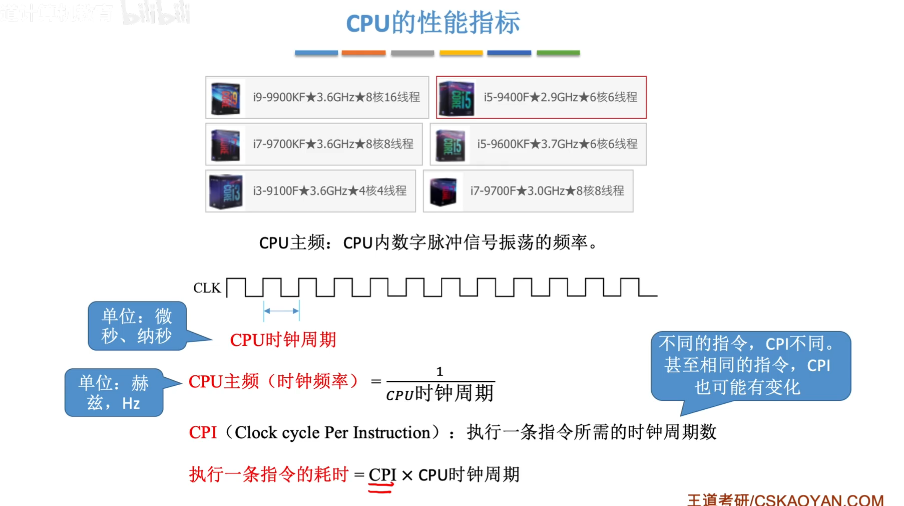 bilibili
CPU的性能指标
i9-9900KF★3.6GHz★8核16线程
i5-9400F★2.9GHz★6核6线程
i7-9700KF★3.6GHz★8核8线程
i5-9600KF★3.7GHz★6核6线程
i3-9100F★3.6GHz★4核4线程
i7-9700F★3.0GHz★8核8线程
CPU主频：CPU内数字脉冲信号振荡的频率。
CLK
单位：微
秒、纳秒
CPU时钟周期
不同的指令，CPI不同。
甚至相同的指令，CPI
也可能有变化
单位：赫
兹，Hz
CPU主频（时钟频率） = 1
CPU时钟周期
CPI（Clock cycle Per Instruction）：执行一条指令所需的时钟周期数
执行一条指令的耗时 = CPI × CPU时钟周期
王道考研/CSKAOYAN.COM